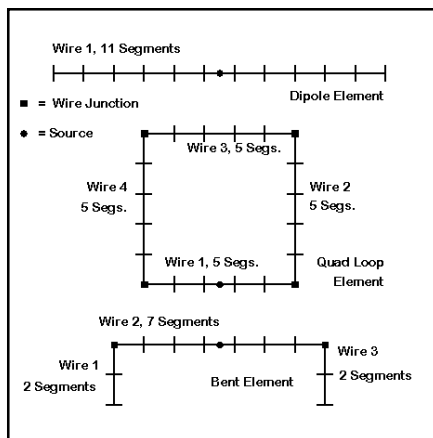 Wire 1, 11 Segments
Dipole Element
■ = Wire Junction
● = Source
Wire 3, 5 Segs.
Wire 4
5 Segs.
Wire 2
5 Segs.
Wire 1, 5 Segs.
Quad Loop
Element
Wire 2, 7 Segments
Wire 1
2 Segments
Wire 3
2 Segments
Bent Element